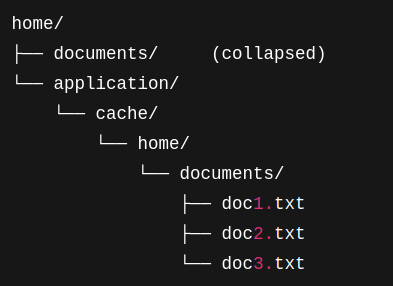 home/
├── documents/     (collapsed)
└── application/
    └── cache/
        └── home/
            └── documents/
                ├── doc1.txt
                ├── doc2.txt
                └── doc3.txt